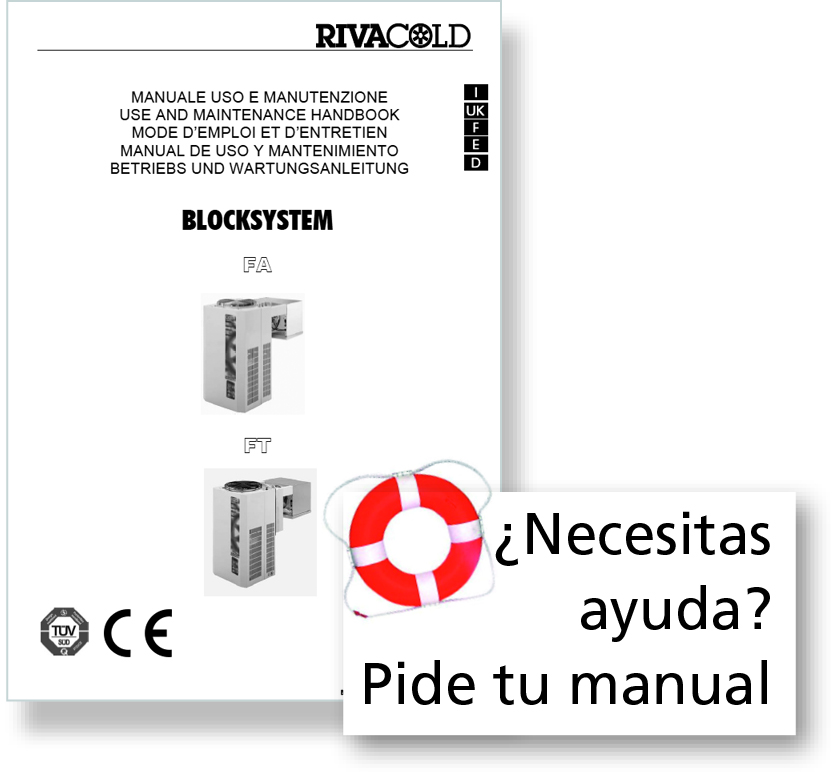 RIVACOLD
MANUALE USO E MANUTENZIONE
USE AND MAINTENANCE HANDBOOK
MODE D'EMPLOI ET D'ENTRETIEN
MANUAL DE USO Y MANTENIMIENTO
BETRIEBS UND WARTUNGSANLEITUNG
I
UK
F
E
D
BLOCKSYSTEM
FA
FT
TÜV
CE
¿Necesitas
ayuda?
Pide tu manual